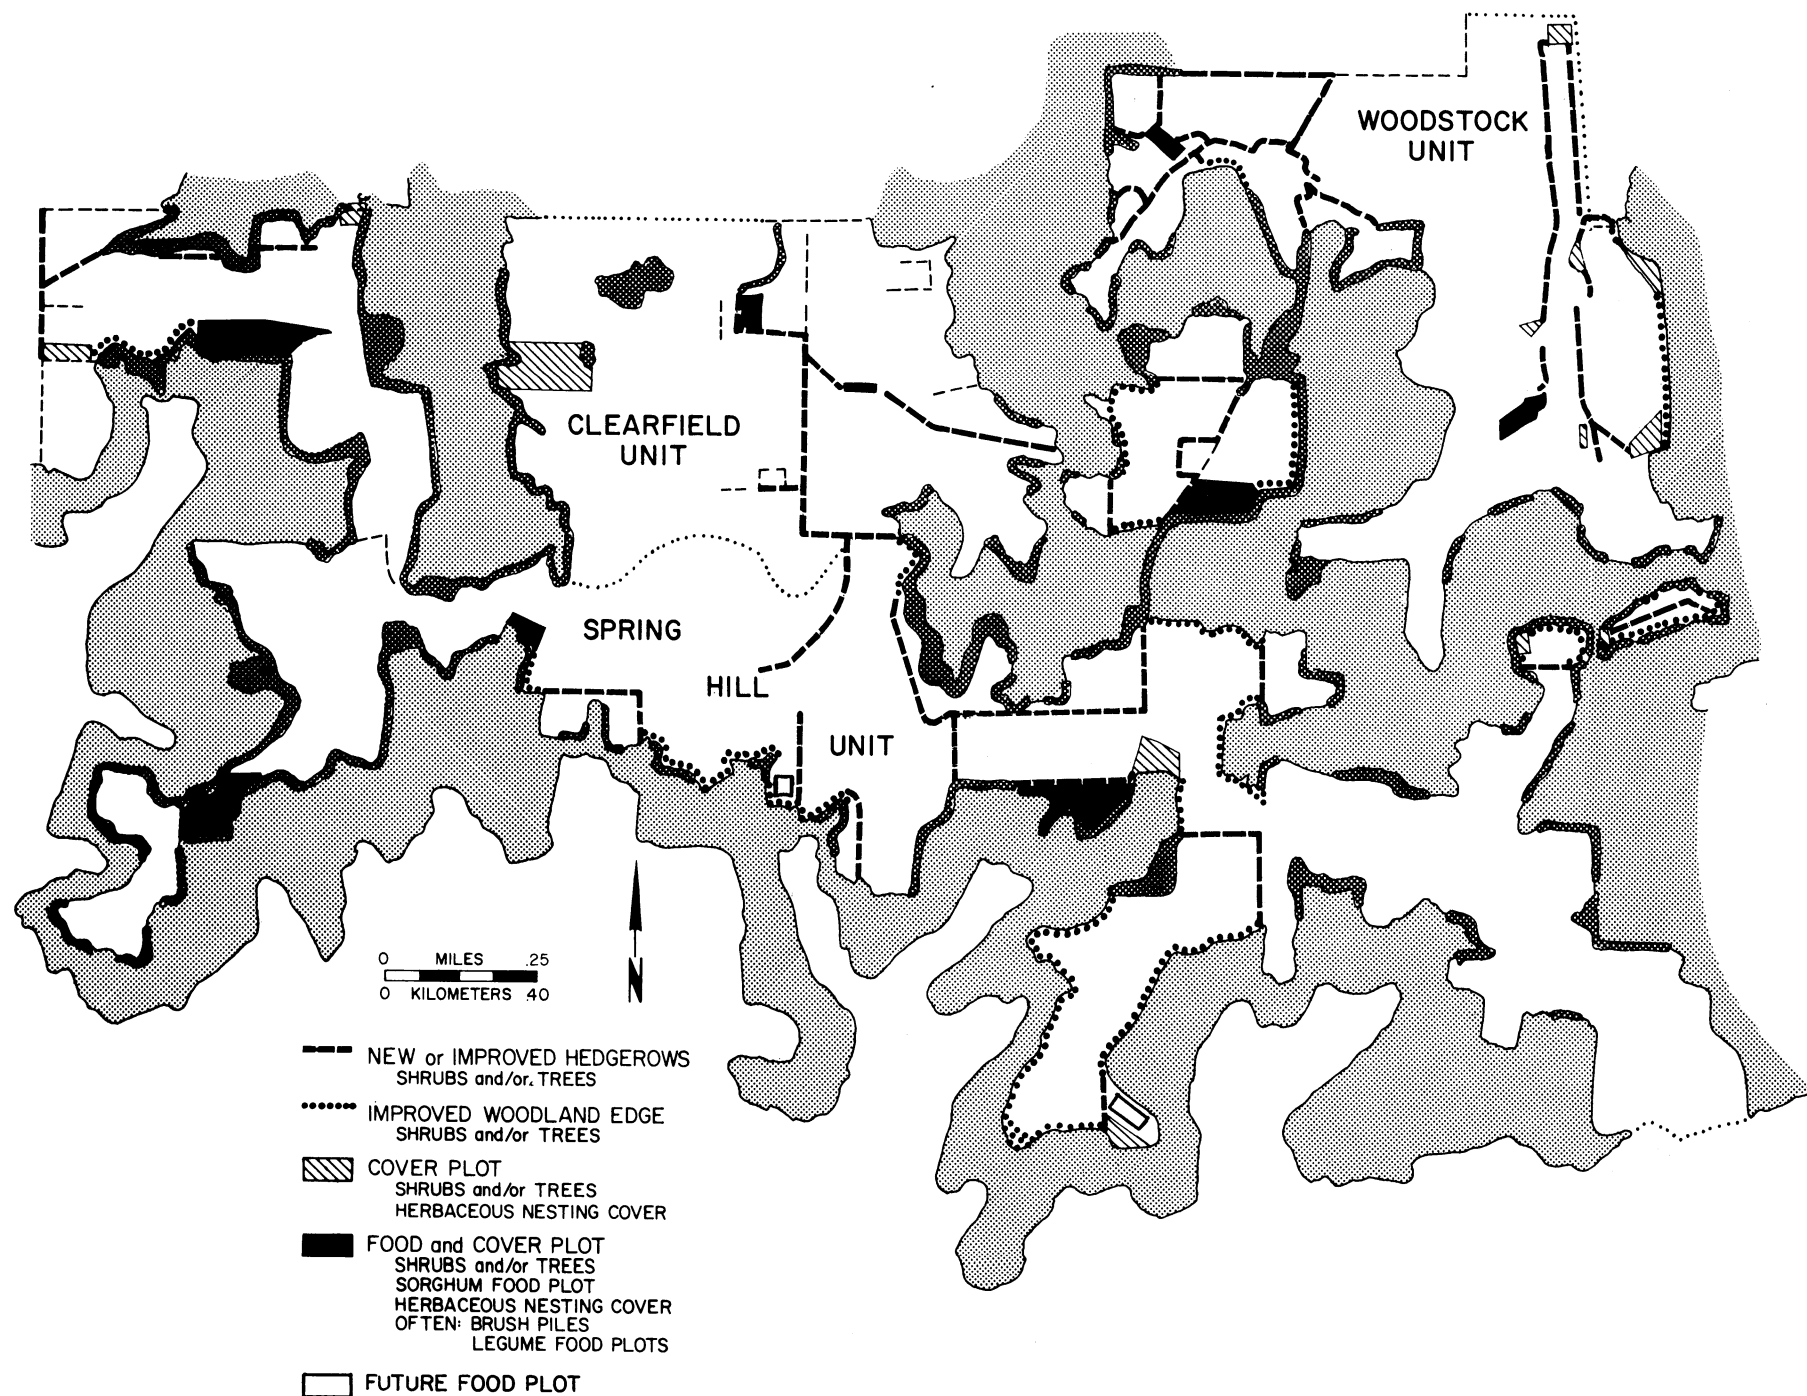 WOODSTOCK
UNIT
CLEARFIELD
UNIT
SPRING
HILL
UNIT
0 MILES .25
0 KILOMETERS .40
N
NEW or IMPROVED HEDGEROWS
SHRUBS and/or TREES
IMPROVED WOODLAND EDGE
SHRUBS and/or TREES
COVER PLOT
SHRUBS and/or TREES
HERBACEOUS NESTING COVER
FOOD and COVER PLOT
SHRUBS and/or TREES
SORGHUM FOOD PLOT
HERBACEOUS NESTING COVER
OFTEN: BRUSH PILES
LEGUME FOOD PLOTS
FUTURE FOOD PLOT